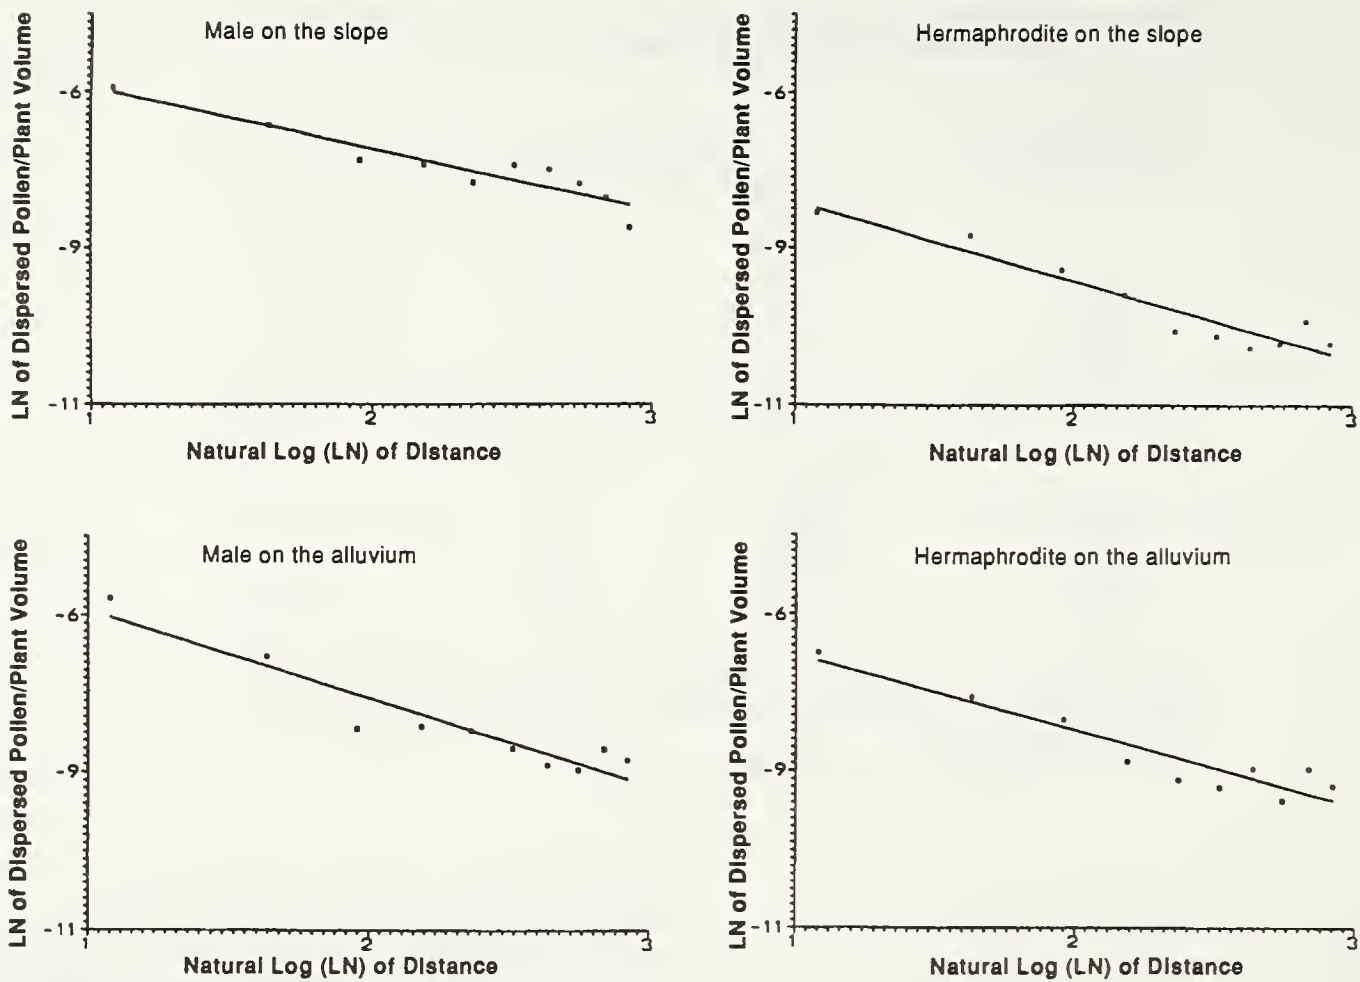 Male on the slope
LN of Dispersed Pollen/Plant Volume
-6
-9
-11
1
2
3
Natural Log (LN) of Distance
Hermaphrodite on the slope
LN of Dispersed Pollen/Plant Volume
-6
-9
-11
1
2
3
Natural Log (LN) of Distance
Male on the alluvium
LN of Dispersed Pollen/Plant Volume
-6
-9
-11
1
2
3
Natural Log (LN) of Distance
Hermaphrodite on the alluvium
LN of Dispersed Pollen/Plant Volume
-6
-9
-11
1
2
3
Natural Log (LN) of Distance